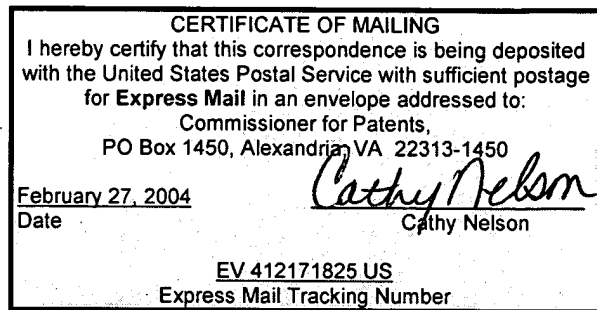 CERTIFICATE OF MAILING
I hereby certify that this correspondence is being deposited
with the United States Postal Service with sufficient postage
for Express Mail in an envelope addressed to:
Commissioner for Patents,
PO Box 1450, Alexandria, VA 22313-1450
Cathy Nelson
February 27, 2004
Date
Cathy Nelson
EV 412171825 US
Express Mail Tracking Number